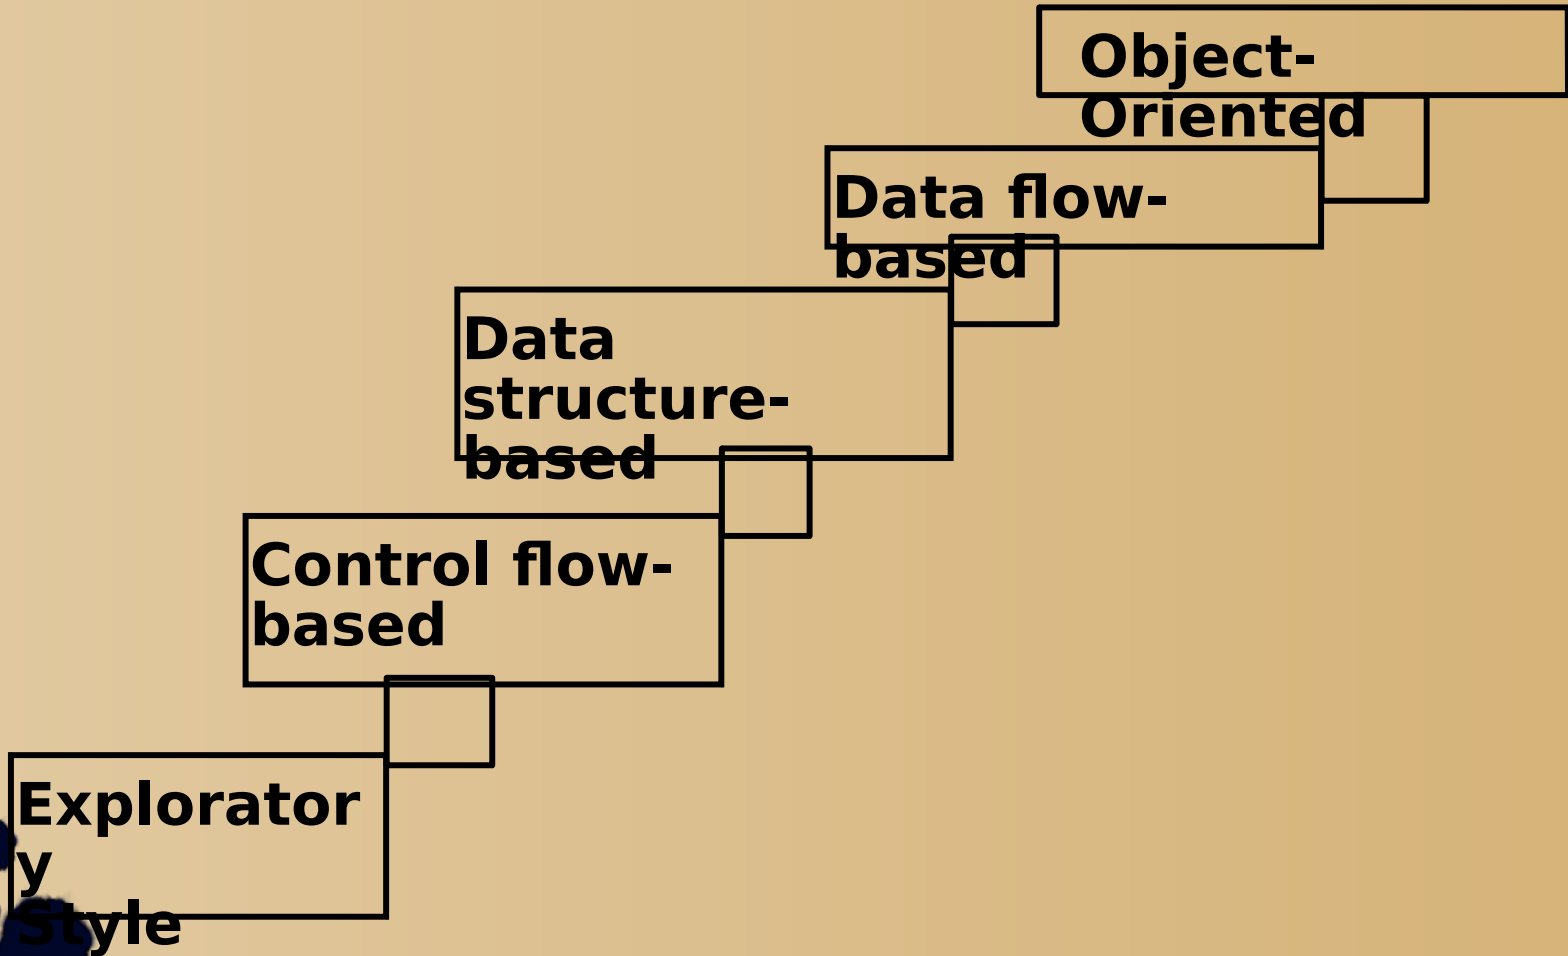 Object-
Oriented
Data flow-
based
Data
structure-
based
Control flow-
based
Explorator
y
Style